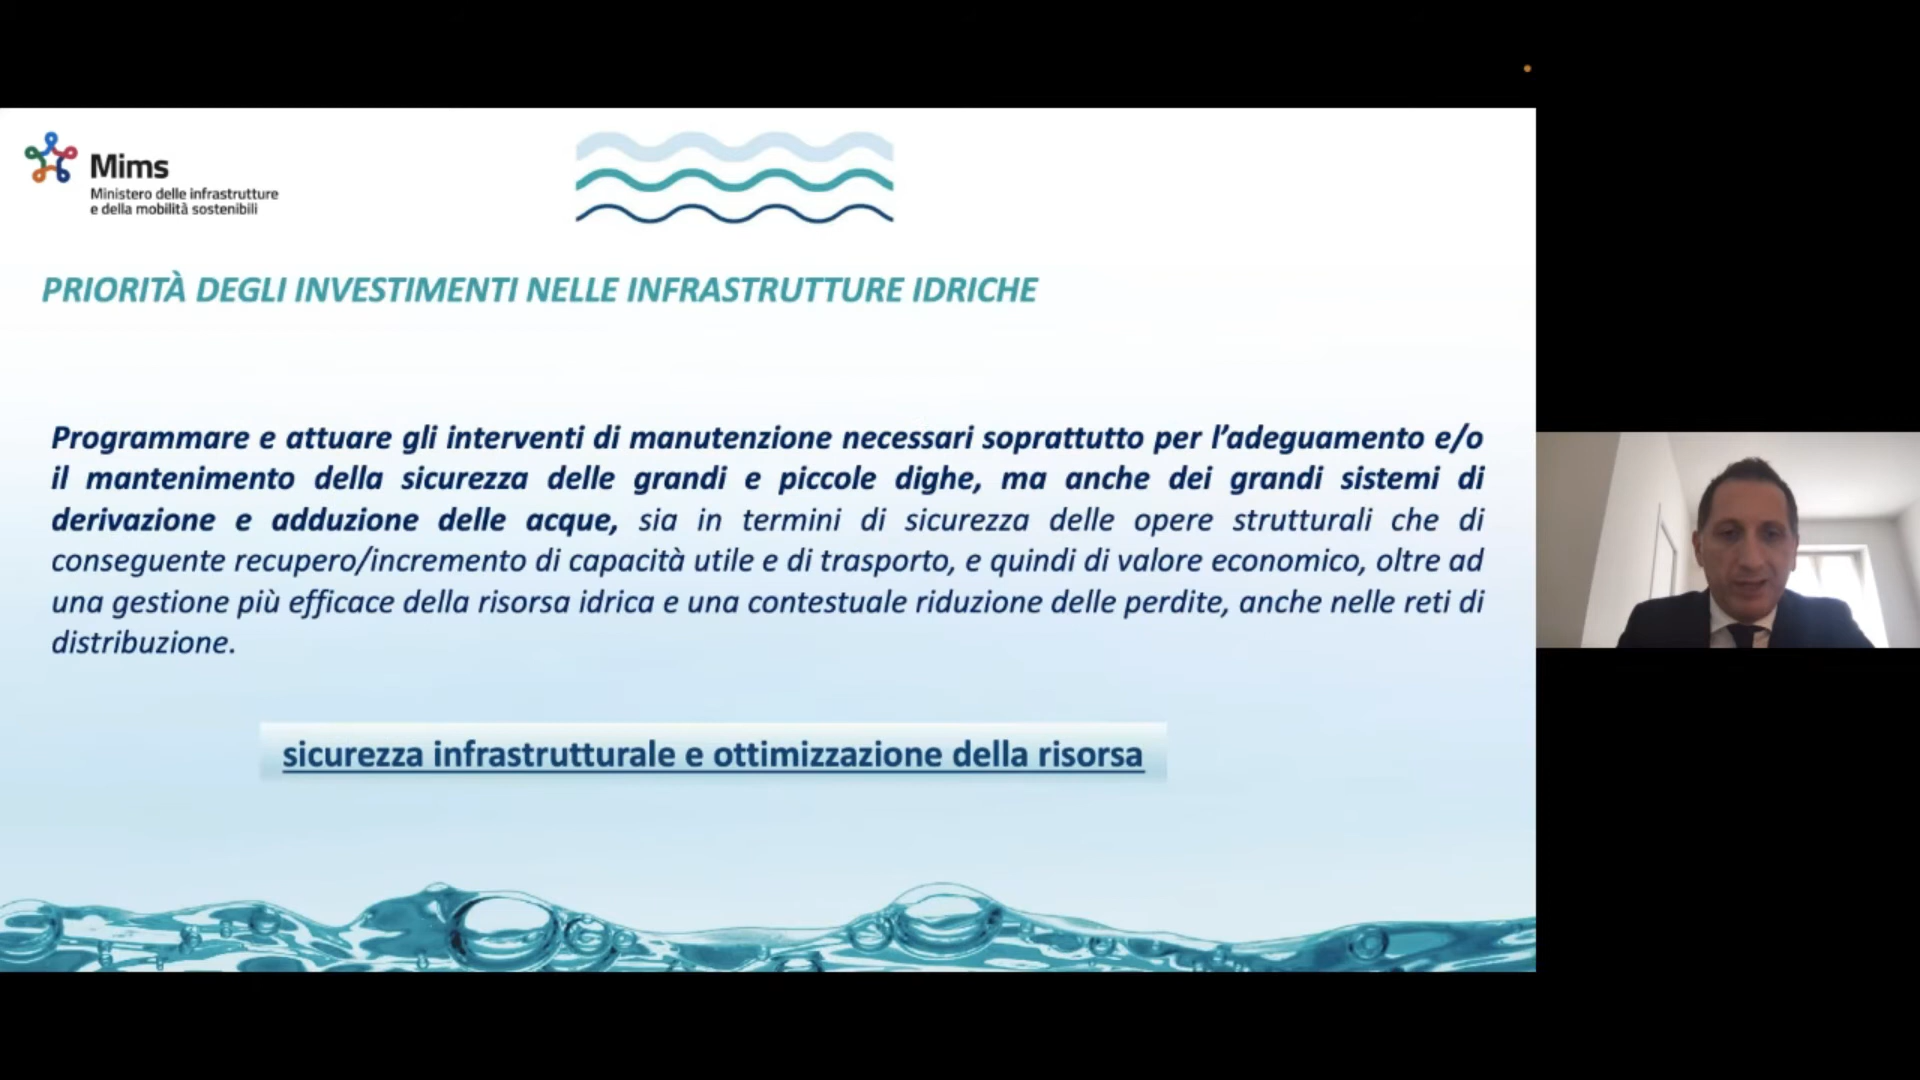 Mims
Ministero delle infrastrutture
e della mobilità sostenibili
PRIORITÀ DEGLI INVESTIMENTI NELLE INFRASTRUTTURE IDRICHE
Programmare e attuare gli interventi di manutenzione necessari soprattutto per l’adeguamento e/o
il mantenimento della sicurezza delle grandi e piccole dighe, ma anche dei grandi sistemi di
derivazione e adduzione delle acque, sia in termini di sicurezza delle opere strutturali che di
conseguente recupero/incremento di capacità utile e di trasporto, e quindi di valore economico, oltre ad
una gestione più efficace della risorsa idrica e una contestuale riduzione delle perdite, anche nelle reti di
distribuzione.
sicurezza infrastrutturale e ottimizzazione della risorsa